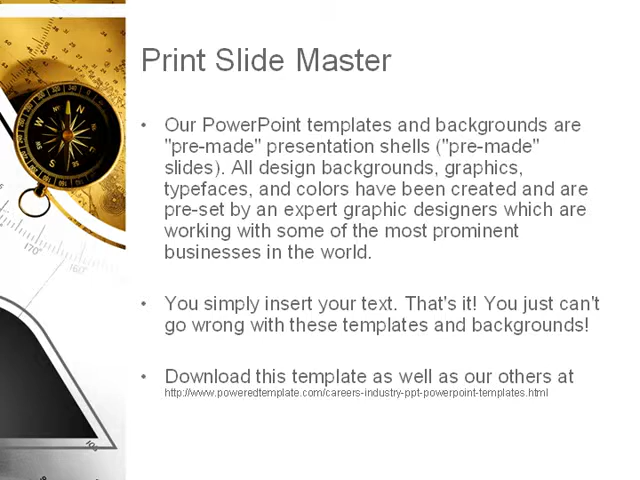 Print Slide Master
• Our PowerPoint templates and backgrounds are
"pre-made" presentation shells ("pre-made"
slides). All design backgrounds, graphics,
typefaces, and colors have been created and are
pre-set by an expert graphic designers which are
working with some of the most prominent
businesses in the world.
• You simply insert your text. That's it! You just can't
go wrong with these templates and backgrounds!
• Download this template as well as our others at
http://www.poweredtemplate.com/careers-industry-ppt-powerpoint-templates.html
N
W
E
S
170°
160°